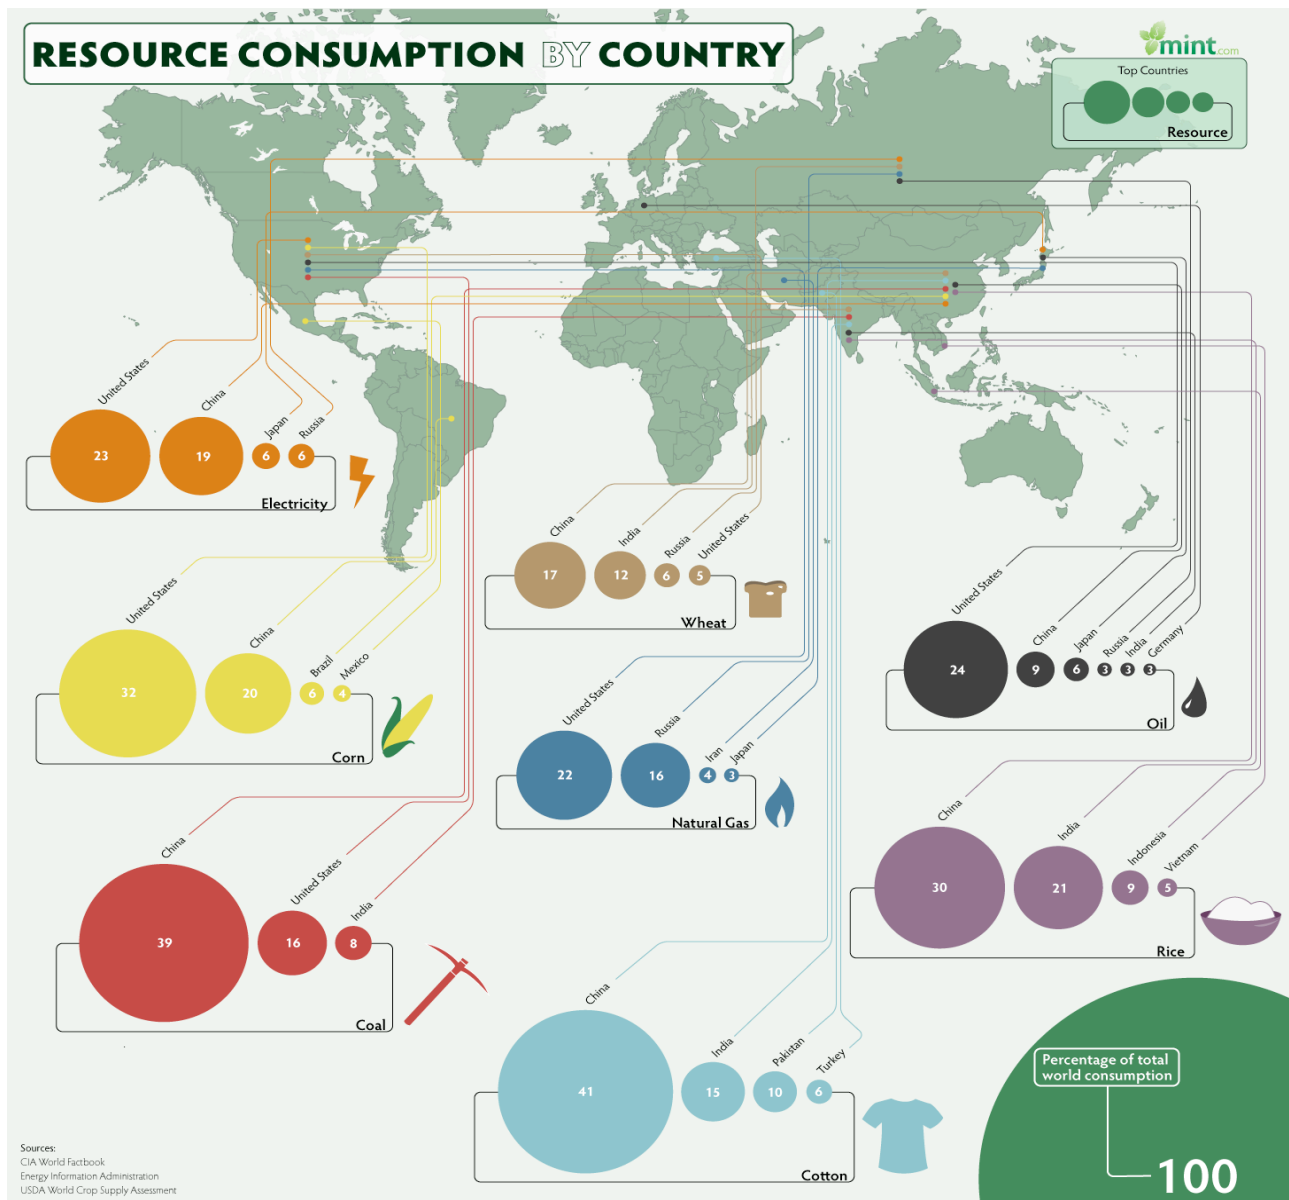 RESOURCE CONSUMPTION BY COUNTRY
mint.com
Top Countries
Resource
United States
China
Japan
Russia
23
19
6
6
Electricity
United States
China
Brazil
Mexico
32
20
6
4
Corn
China
United States
India
39
16
8
Coal
China
India
Russia
United States
17
12
6
5
Wheat
United States
Russia
Iran
Japan
22
16
4
3
Natural Gas
China
India
Pakistan
Turkey
41
15
10
6
Cotton
United States
China
Japan
Russia
India
Germany
24
9
6
3
3
3
Oil
China
India
Indonesia
Vietnam
30
21
9
5
Rice
Percentage of total
world consumption
100
Sources:
CIA World Factbook
Energy Information Administration
USDA World Crop Supply Assessment